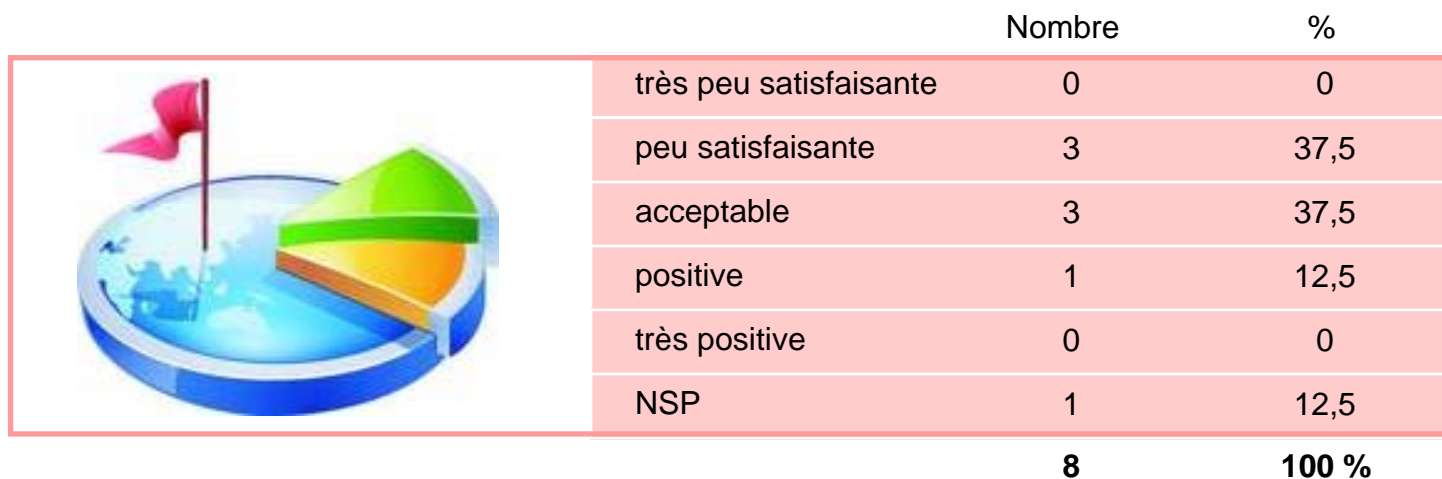 Nombre %
très peu satisfaisante 0 0
peu satisfaisante 3 37,5
acceptable 3 37,5
positive 1 12,5
très positive 0 0
NSP 1 12,5
8 100 %